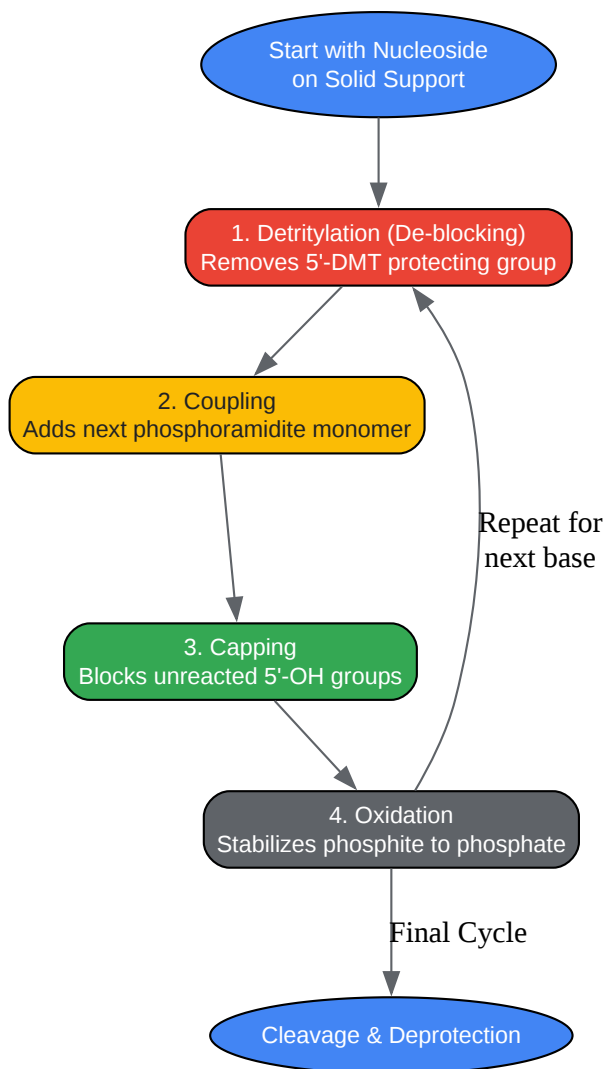 Start with Nucleoside
on Solid Support
1. Detritylation (De-blocking)
Removes 5'-DMT protecting group
2. Coupling
Adds next phosphoramidite monomer
Repeat for
next base
3. Capping
Blocks unreacted 5'-OH groups
4. Oxidation
Stabilizes phosphite to phosphate
Final Cycle
Cleavage & Deprotection